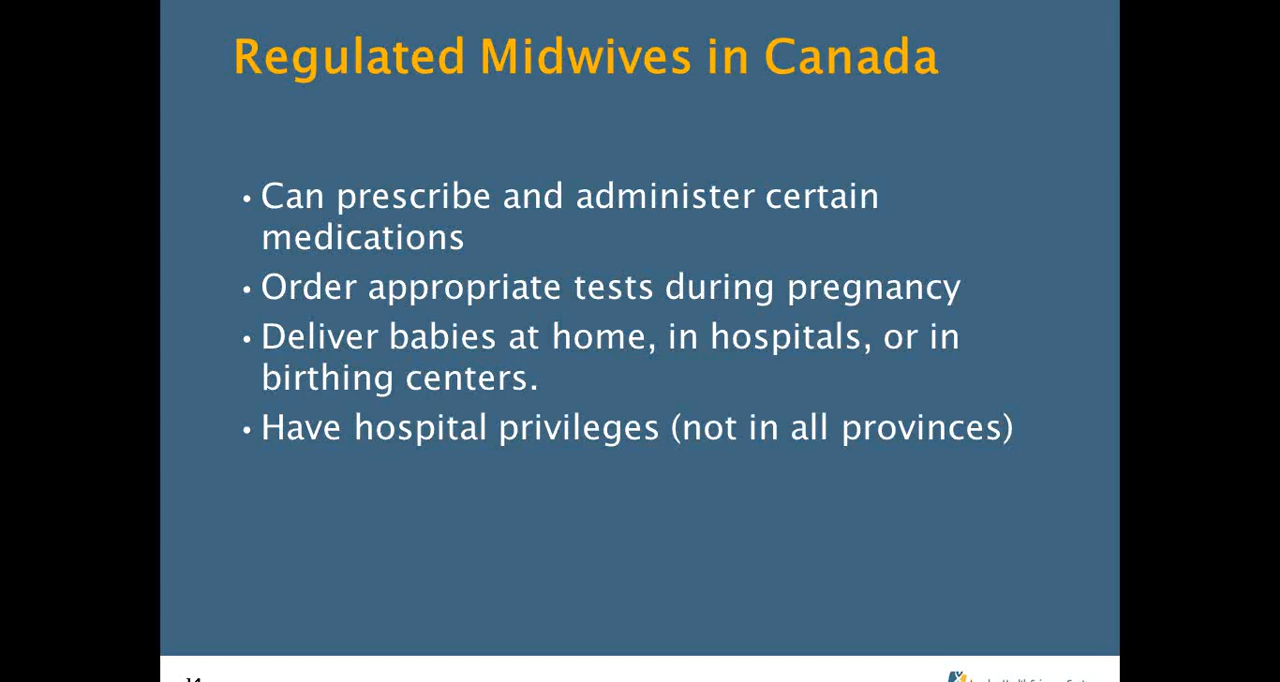 Regulated Midwives in Canada
• Can prescribe and administer certain
medications
• Order appropriate tests during pregnancy
• Deliver babies at home, in hospitals, or in
birthing centers.
• Have hospital privileges (not in all provinces)